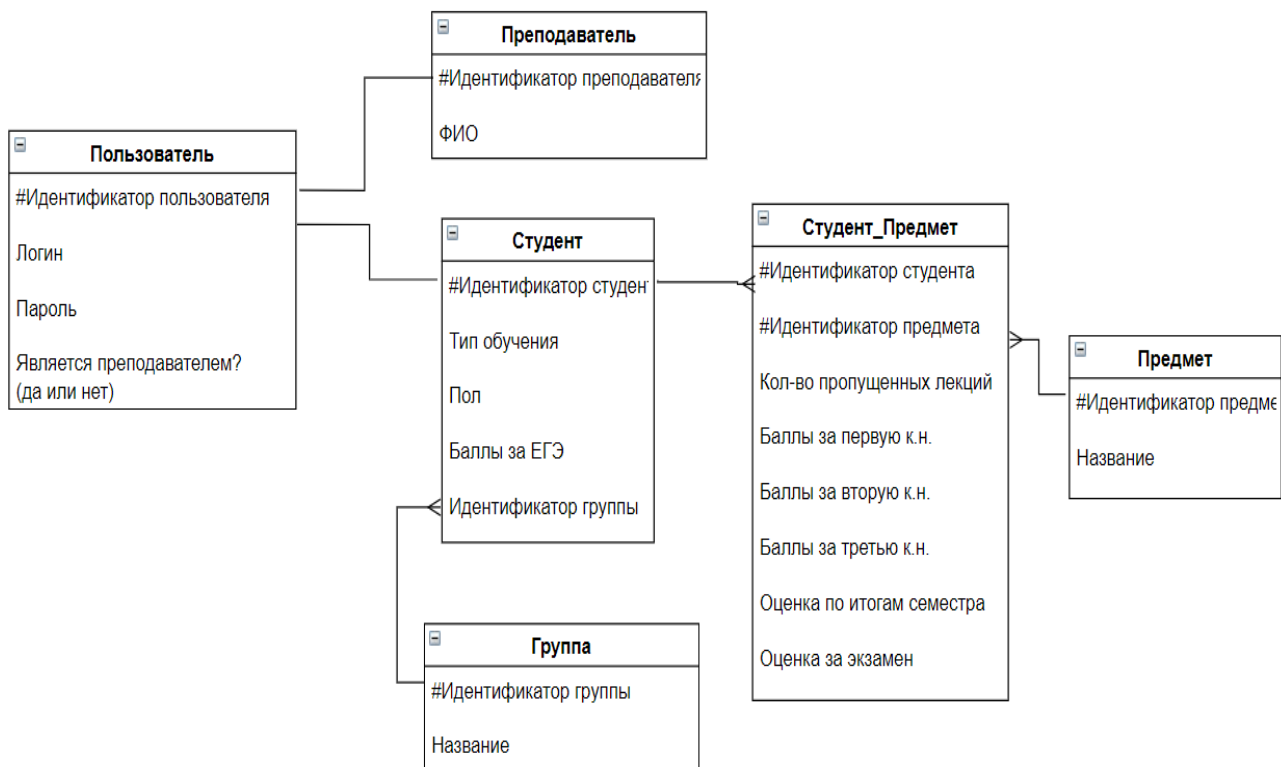 Преподаватель
#Идентификатор преподавателя
ФИО
Пользователь
#Идентификатор пользователя
Логин
Пароль
Является преподавателем?
(да или нет)
Студент
#Идентификатор студент
Тип обучения
Пол
Баллы за ЕГЭ
Идентификатор группы
Студент_Предмет
#Идентификатор студента
#Идентификатор предмета
Кол-во пропущенных лекций
Баллы за первую к.н.
Баллы за вторую к.н.
Баллы за третью к.н.
Оценка по итогам семестра
Оценка за экзамен
Предмет
#Идентификатор предме
Название
Группа
#Идентификатор группы
Название